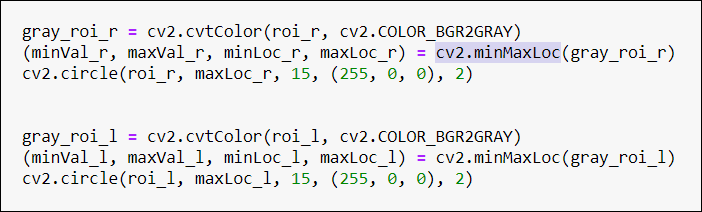 gray_roi_r = cv2.cvtColor(roi_r, cv2.COLOR_BGR2GRAY)
(minVal_r, maxVal_r, minLoc_r, maxLoc_r) = cv2.minMaxLoc(gray_roi_r)
cv2.circle(roi_r, maxLoc_r, 15, (255, 0, 0), 2)
gray_roi_l = cv2.cvtColor(roi_l, cv2.COLOR_BGR2GRAY)
(minVal_l, maxVal_l, minLoc_l, maxLoc_l) = cv2.minMaxLoc(gray_roi_l)
cv2.circle(roi_l, maxLoc_l, 15, (255, 0, 0), 2)